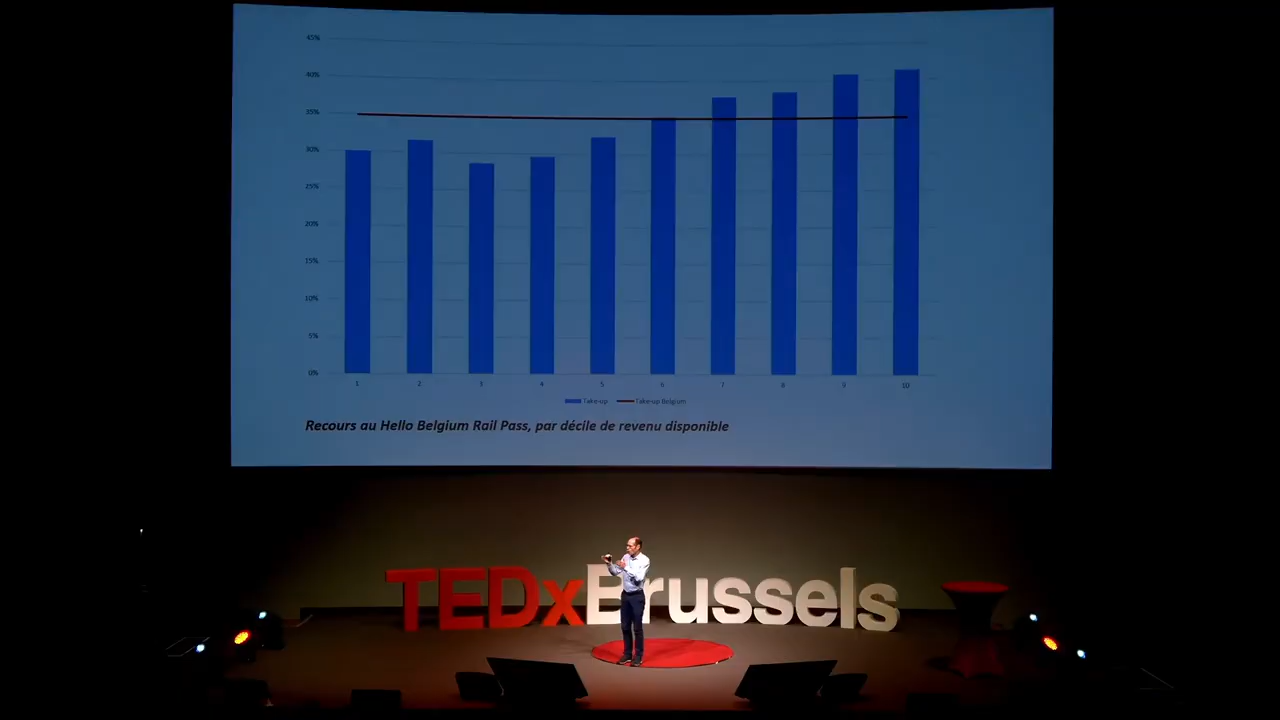 45%
40%
35%
30%
25%
20%
15%
10%
5%
0%
1 2 3 4 5 6 7 8 9 10
Take-up Take-up Belgium
Recours au Hello Belgium Rail Pass, par décile de revenu disponible
TEDxBrussels